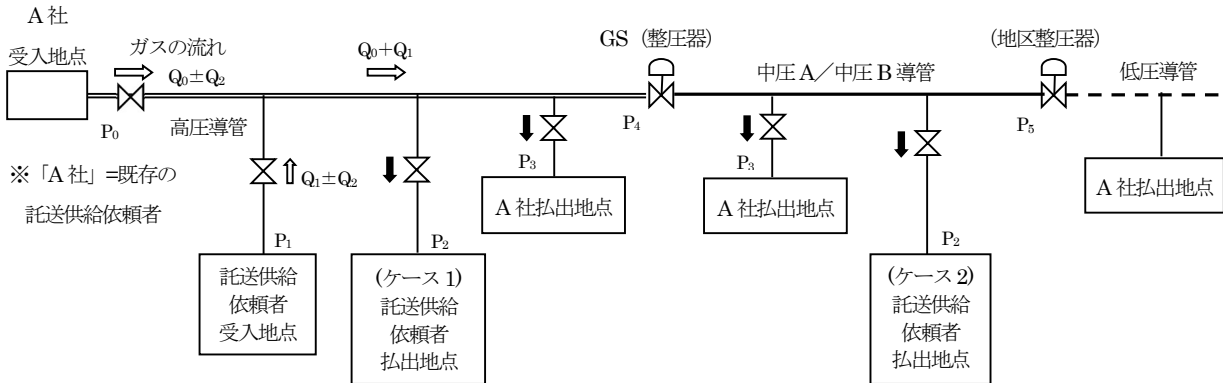 A社
受入地点
ガスの流れ
Q₀±Q₂
Q₀+Q₁
GS（整圧器）
中圧A／中圧B導管
（地区整圧器）
低圧導管
P₀
高圧導管
P₃
P₄
P₃
P₅
※「A社」=既存の
託送供給依頼者
Q₁±Q₂
A社払出地点
A社払出地点
A社払出地点
P₁
P₂
P₂
託送供給
依頼者
受入地点
(ケース1)
託送供給
依頼者
払出地点
(ケース2)
託送供給
依頼者
払出地点